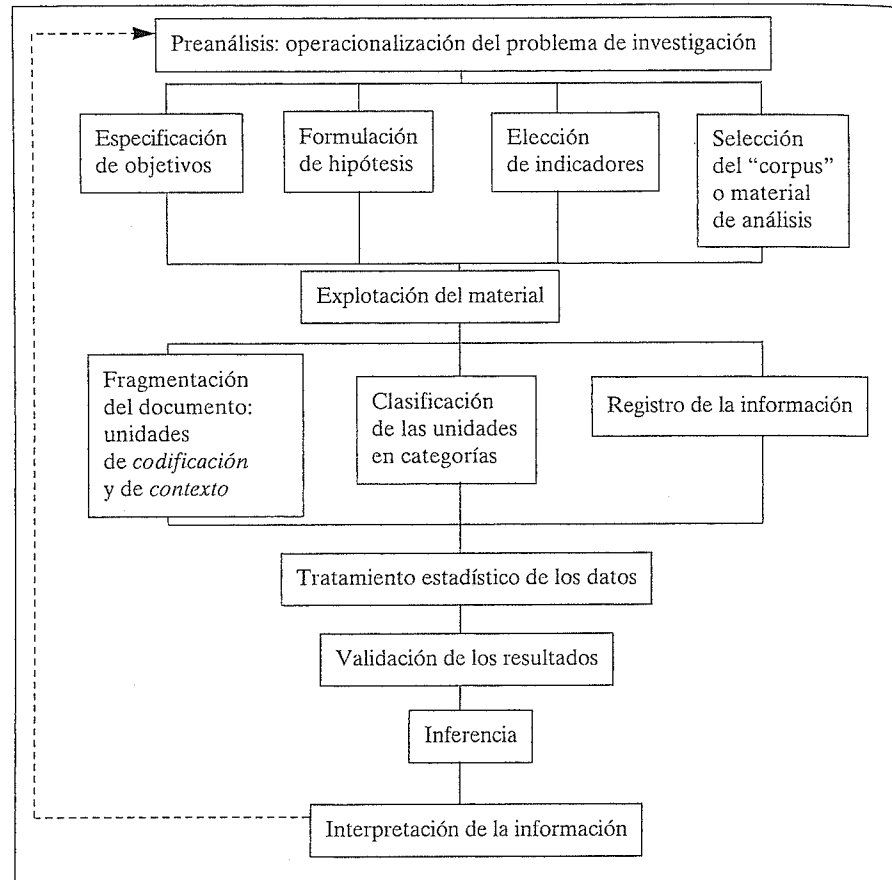 Preanálisis: operacionalización del problema de investigación
Especificación
de objetivos
Formulación
de hipótesis
Elección
de indicadores
Selección
del “corpus”
o material
de análisis
Explotación del material
Fragmentación
del documento:
unidades
de codificación
y de contexto
Clasificación
de las unidades
en categorías
Registro de la información
Tratamiento estadístico de los datos
Validación de los resultados
Inferencia
Interpretación de la información